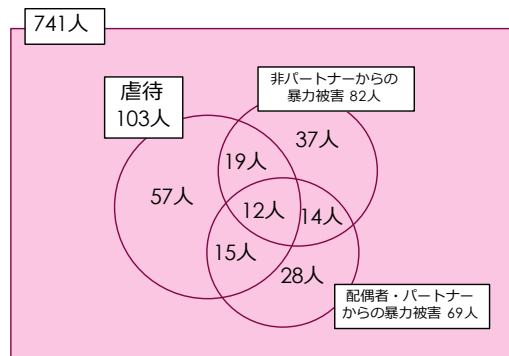 741人
虐待
103人
非パートナーからの
暴力被害 82人
37人
19人
57人
12人
14人
15人
28人
配偶者・パートナー
からの暴力被害 69人